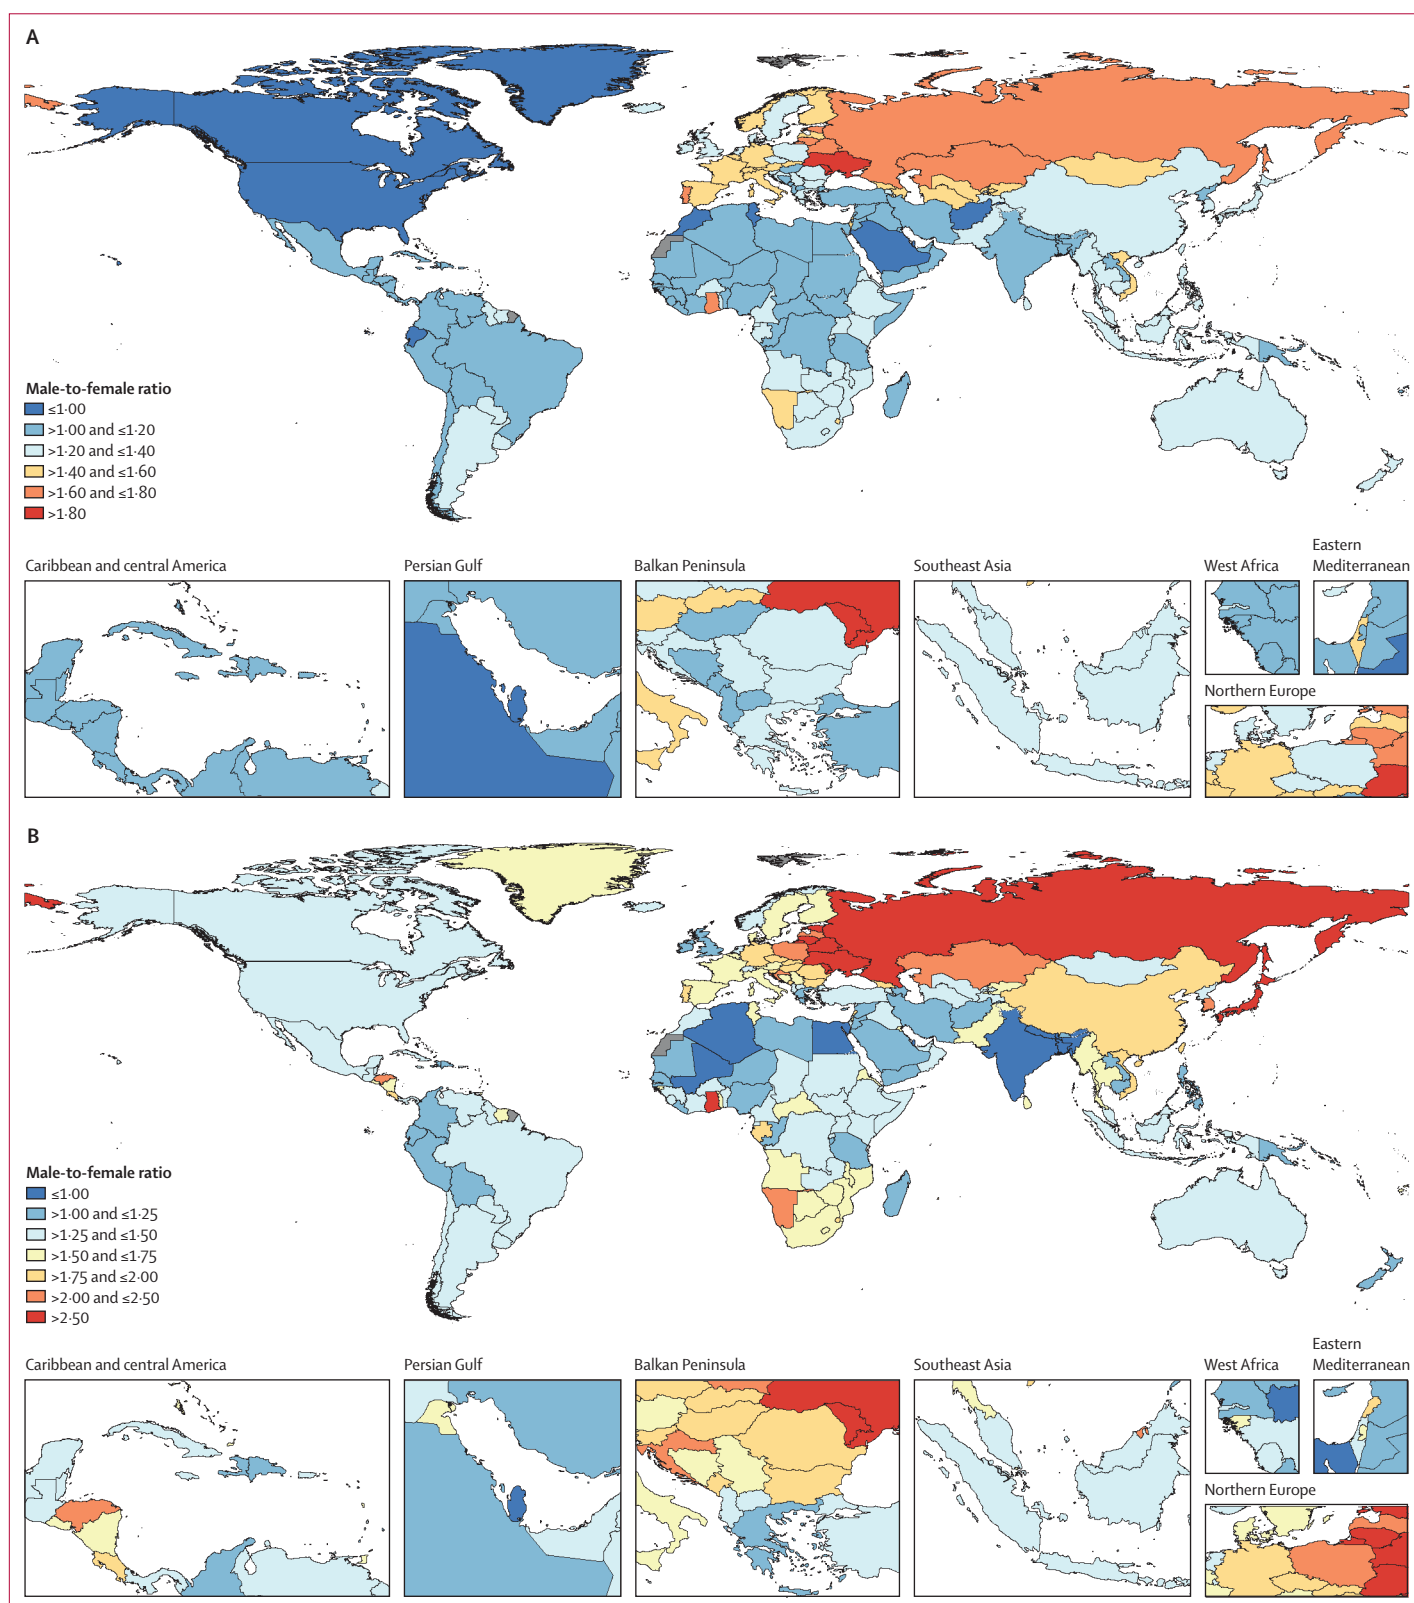 A
Male-to-female ratio
≤1·00
>1·00 and ≤1·20
>1·20 and ≤1·40
>1·40 and ≤1·60
>1·60 and ≤1·80
>1·80
Caribbean and central America
Persian Gulf
Balkan Peninsula
Southeast Asia
West Africa
Eastern
Mediterranean
Northern Europe
B
Male-to-female ratio
≤1·00
>1·00 and ≤1·25
>1·25 and ≤1·50
>1·50 and ≤1·75
>1·75 and ≤2·00
>2·00 and ≤2·50
>2·50
Caribbean and central America
Persian Gulf
Balkan Peninsula
Southeast Asia
West Africa
Eastern
Mediterranean
Northern Europe